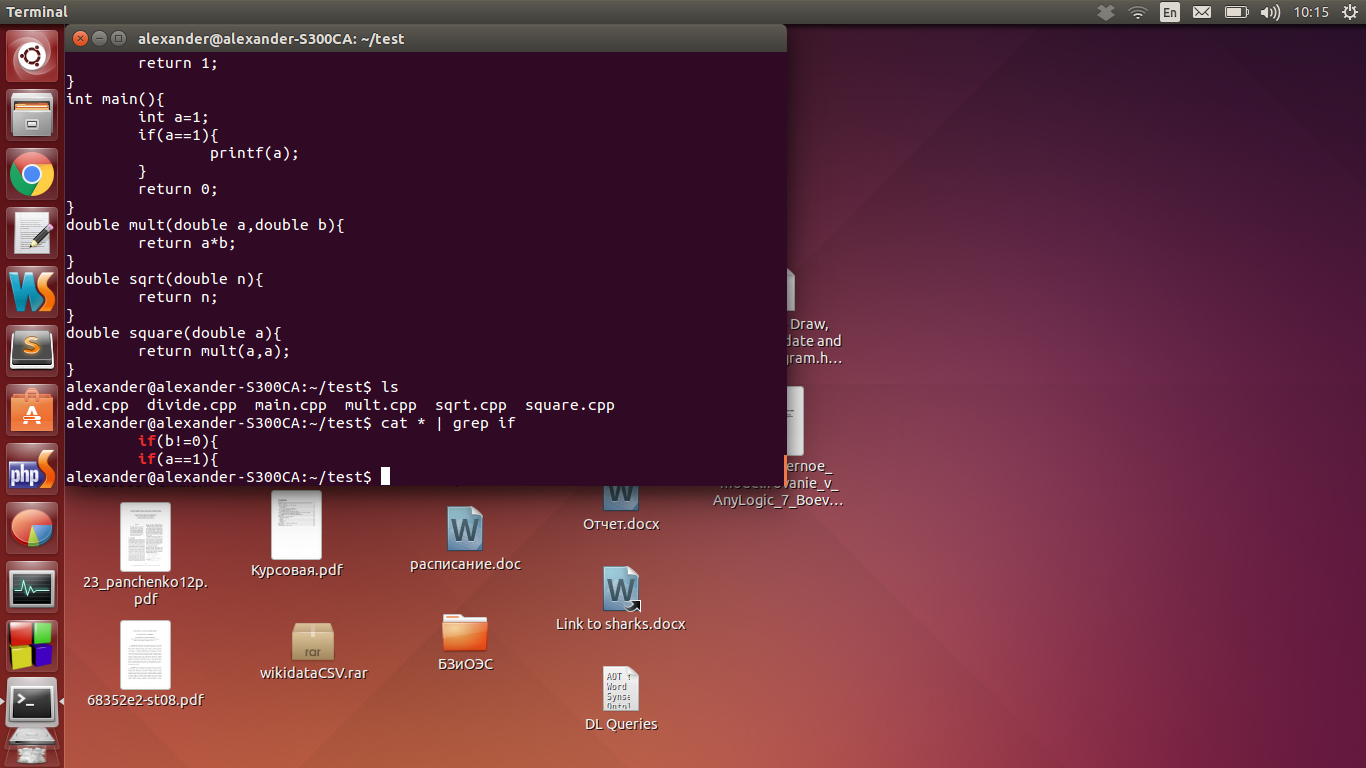 Terminal
En
10:15
alexander@alexander-S300CA: ~/test
return 1;
}
int main(){
int a=1;
if(a==1){
printf(a);
}
return 0;
}
double mult(double a,double b){
return a*b;
}
double sqrt(double n){
return n;
}
double square(double a){
return mult(a,a);
}
alexander@alexander-S300CA:~/test$ ls
add.cpp divide.cpp main.cpp mult.cpp sqrt.cpp square.cpp
alexander@alexander-S300CA:~/test$ cat * | grep if
if(b!=0){
if(a==1){
alexander@alexander-S300CA:~/test$
Draw,
date and
gram.h...
ernoe_
modelirovanie_v_
AnyLogic_7_Boev...
23_panchenko12p.
pdf
Курсовая.pdf
расписание.doc
Отчет.docx
Link to sharks.docx
68352e2-st08.pdf
rar
wikidataCSV.rar
БЗиОЭС
AOT
Word
Synse
Ontol
DL Queries
WS
S
A
php